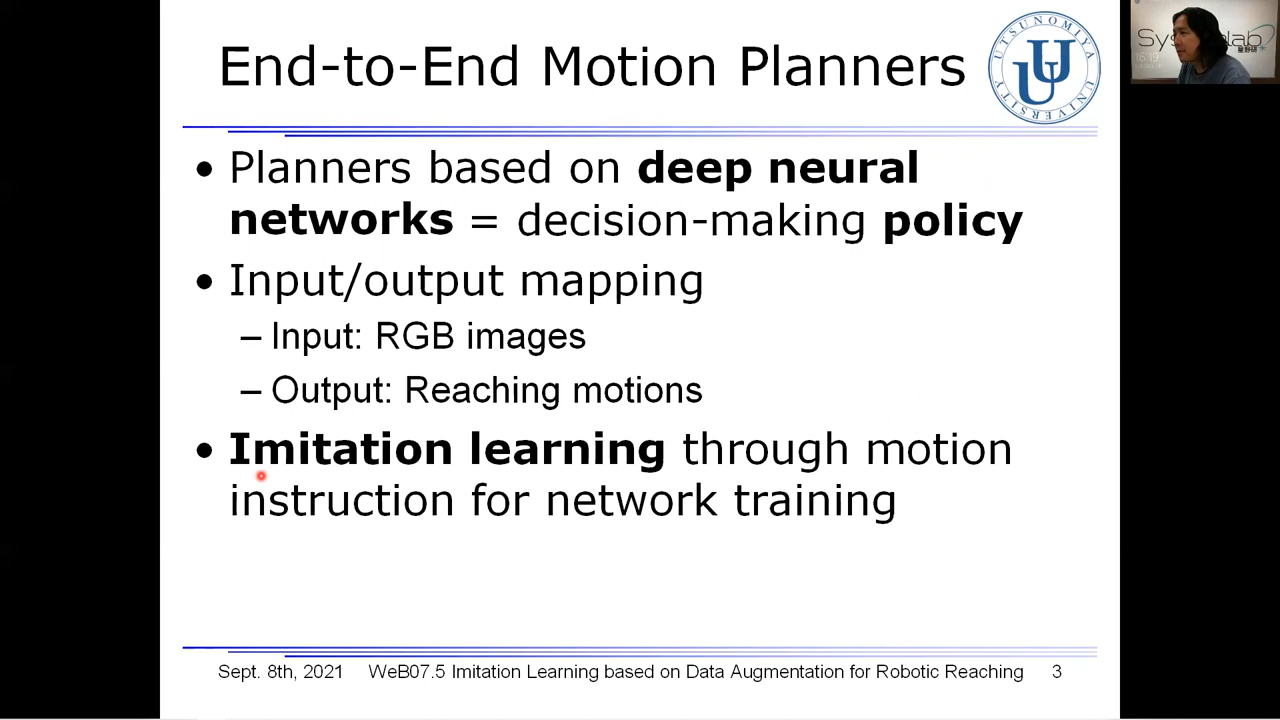 End-to-End Motion Planners
UTSUNOMIYA UNIVERSITY
UU
• Planners based on deep neural
networks = decision-making policy
• Input/output mapping
– Input: RGB images
– Output: Reaching motions
• Imitation learning through motion
instruction for network training
Sept. 8th, 2021 WeB07.5 Imitation Learning based on Data Augmentation for Robotic Reaching 3